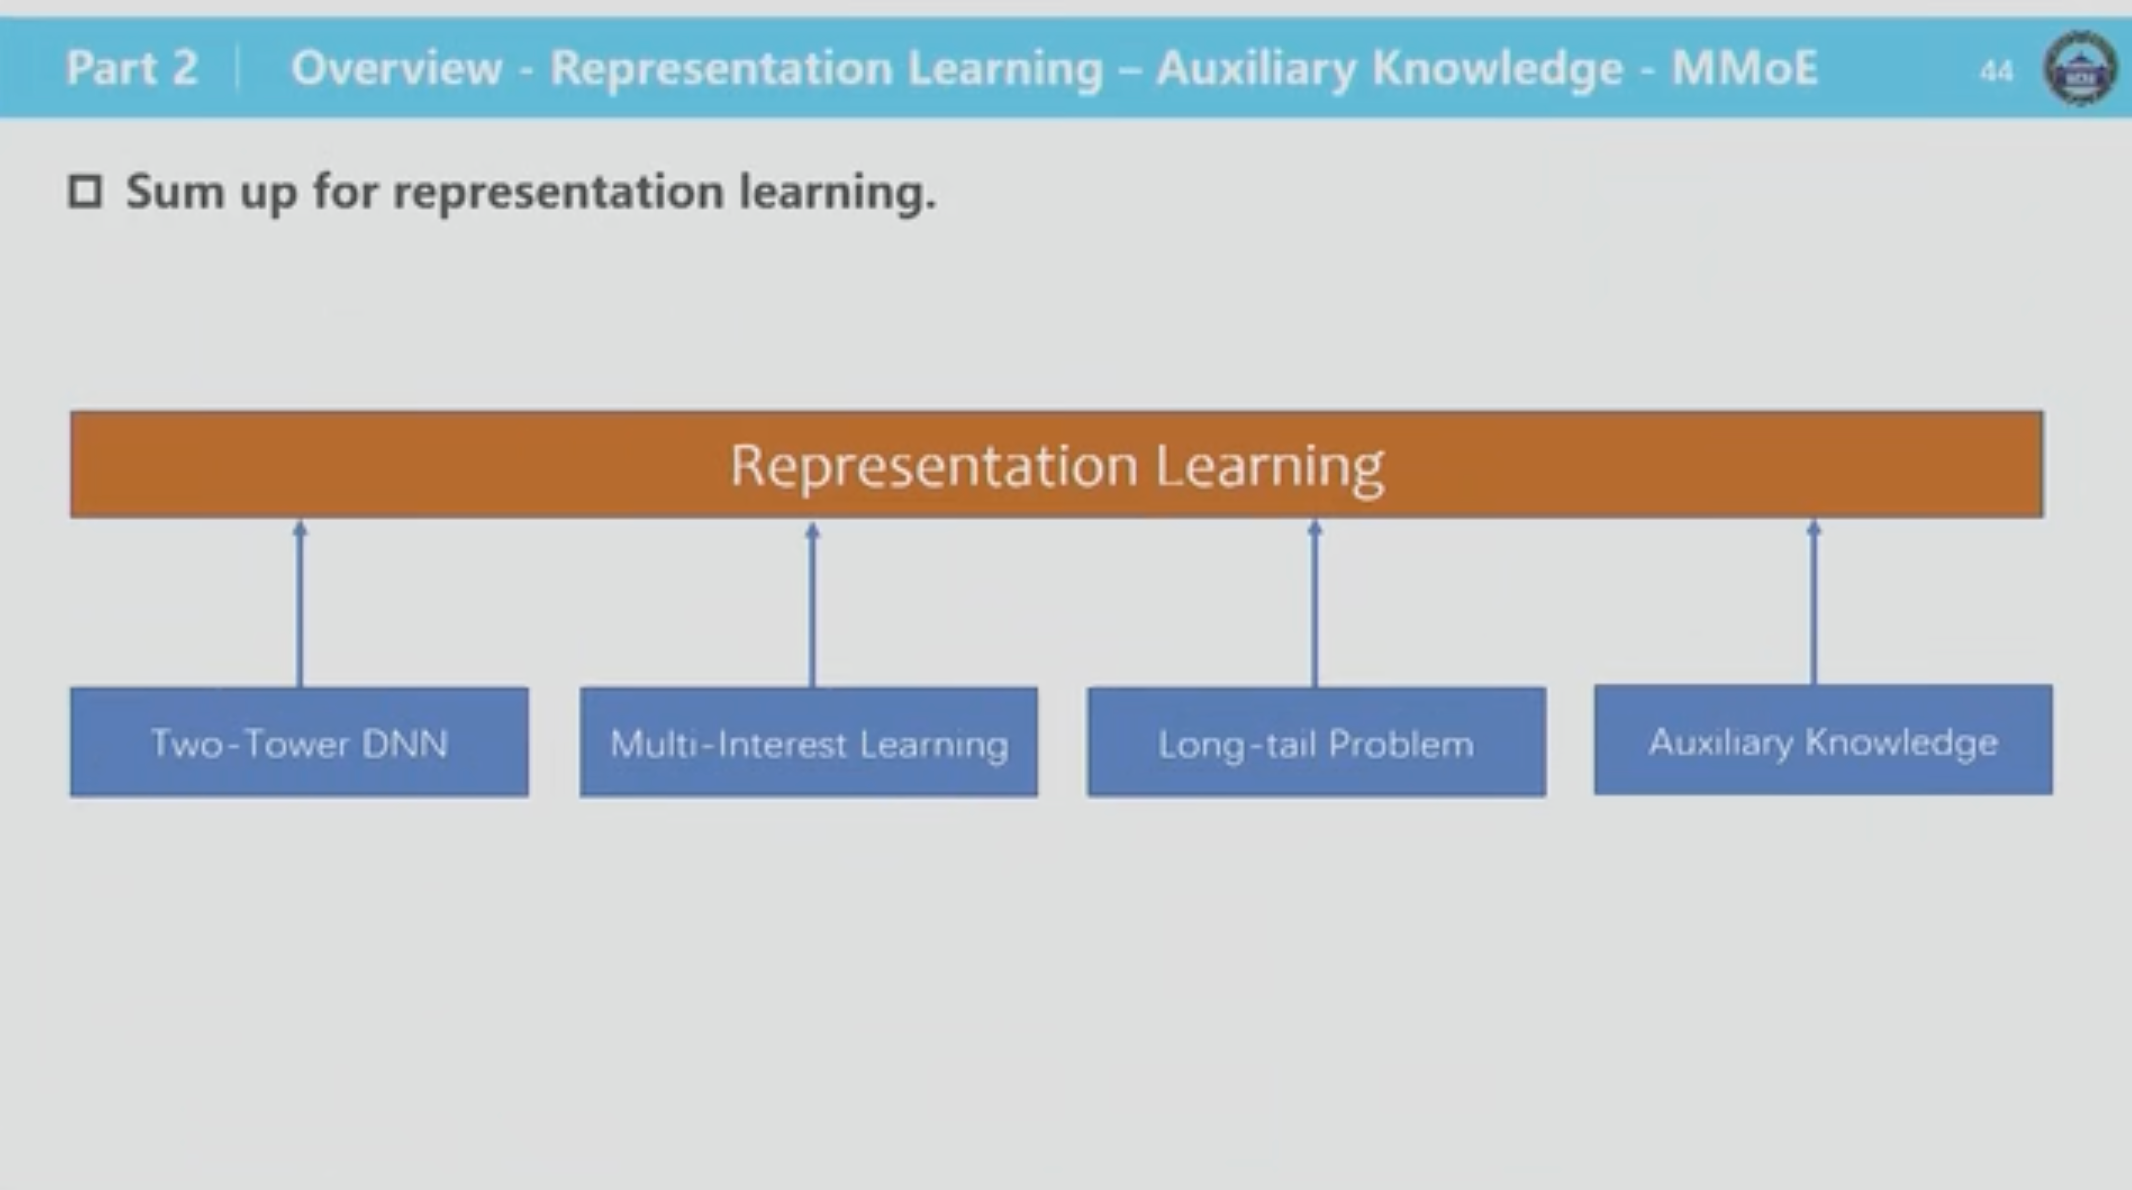 Part 2
Overview - Representation Learning – Auxiliary Knowledge - MMoE
44
Sum up for representation learning.
Representation Learning
Two-Tower DNN
Multi-Interest Learning
Long-tail Problem
Auxiliary Knowledge